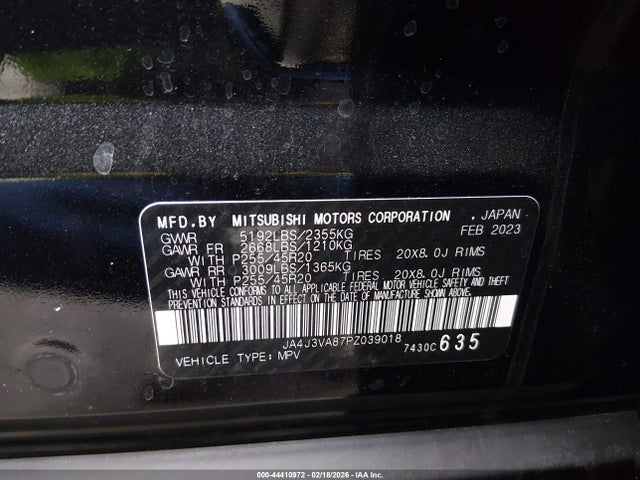 MFD.BY MITSUBISHI MOTORS CORPORATION , JAPAN
GVWR 5192LBS/2355KG FEB 2023
GAWR FR 2668LBS/1210KG
WITH P255/45R20 TIRES 20X8.0J RIMS
GAWR RR 3009LBS/1365KG
WITH P255/45R20 TIRES 20X8.0J RIMS
THIS VEHICLE CONFORMS TO ALL APPLICABLE FEDERAL MOTOR VEHICLE SAFETY, BUMPER, AND THEFT
PREVENTION STANDARDS IN EFFECT ON THE DATE OF MANUFACTURE SHOWN ABOVE.
JA4J3VA87PZ039018
VEHICLE TYPE: MPV 7430C 635
000-44410972 - 02/18/2026 - IAA Inc.